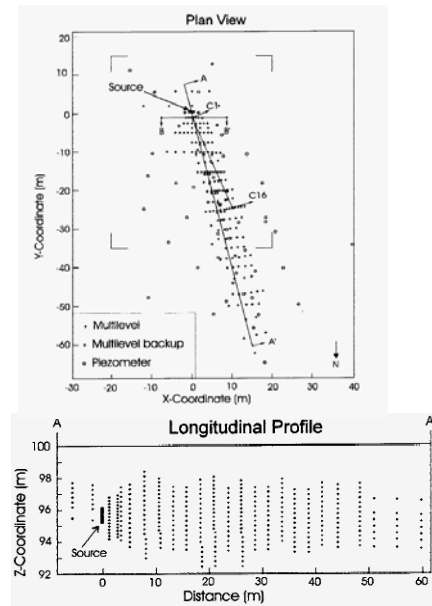 Plan View
20
10
0
-10
-20
-30
-40
-50
-60
Y-Coordinate (m)
A
Source
C1
B
B'
C16
A'
Multilevel
Multilevel backup
Piezometer
N
-30 -20 -10 0 10 20 30 40
X-Coordinate (m)
A Longitudinal Profile A
100
98
96
94
92
Z-Coordinate (m)
Source
0 10 20 30 40 50 60
Distance (m)